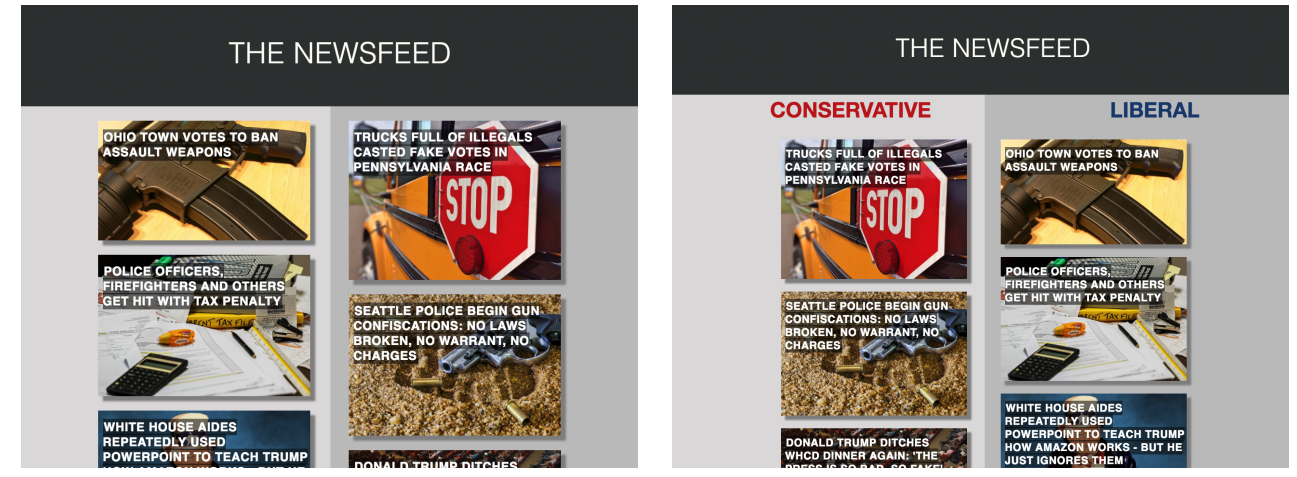 THE NEWSFEED
OHIO TOWN VOTES TO BAN
ASSAULT WEAPONS
POLICE OFFICERS,
FIREFIGHTERS AND OTHERS
GET HIT WITH TAX PENALTY
WHITE HOUSE AIDES
REPEATEDLY USED
POWERPOINT TO TEACH TRUMP
HOW AMAZON WORKS - BUT HE
TRUCKS FULL OF ILLEGALS
CASTED FAKE VOTES IN
PENNSYLVANIA RACE
STOP
SEATTLE POLICE BEGIN GUN
CONFISCATIONS: NO LAWS
BROKEN, NO WARRANT, NO
CHARGES
DONALD TRUMP DITCHES
THE NEWSFEED
CONSERVATIVE
TRUCKS FULL OF ILLEGALS
CASTED FAKE VOTES IN
PENNSYLVANIA RACE
STOP
SEATTLE POLICE BEGIN GUN
CONFISCATIONS: NO LAWS
BROKEN, NO WARRANT, NO
CHARGES
DONALD TRUMP DITCHES
WHCD DINNER AGAIN: 'THE
PRESS IS SO BAD, SO FAKE'
LIBERAL
OHIO TOWN VOTES TO BAN
ASSAULT WEAPONS
POLICE OFFICERS,
FIREFIGHTERS AND OTHERS
GET HIT WITH TAX PENALTY
WHITE HOUSE AIDES
REPEATEDLY USED
POWERPOINT TO TEACH TRUMP
HOW AMAZON WORKS - BUT HE
JUST IGNORES THEM